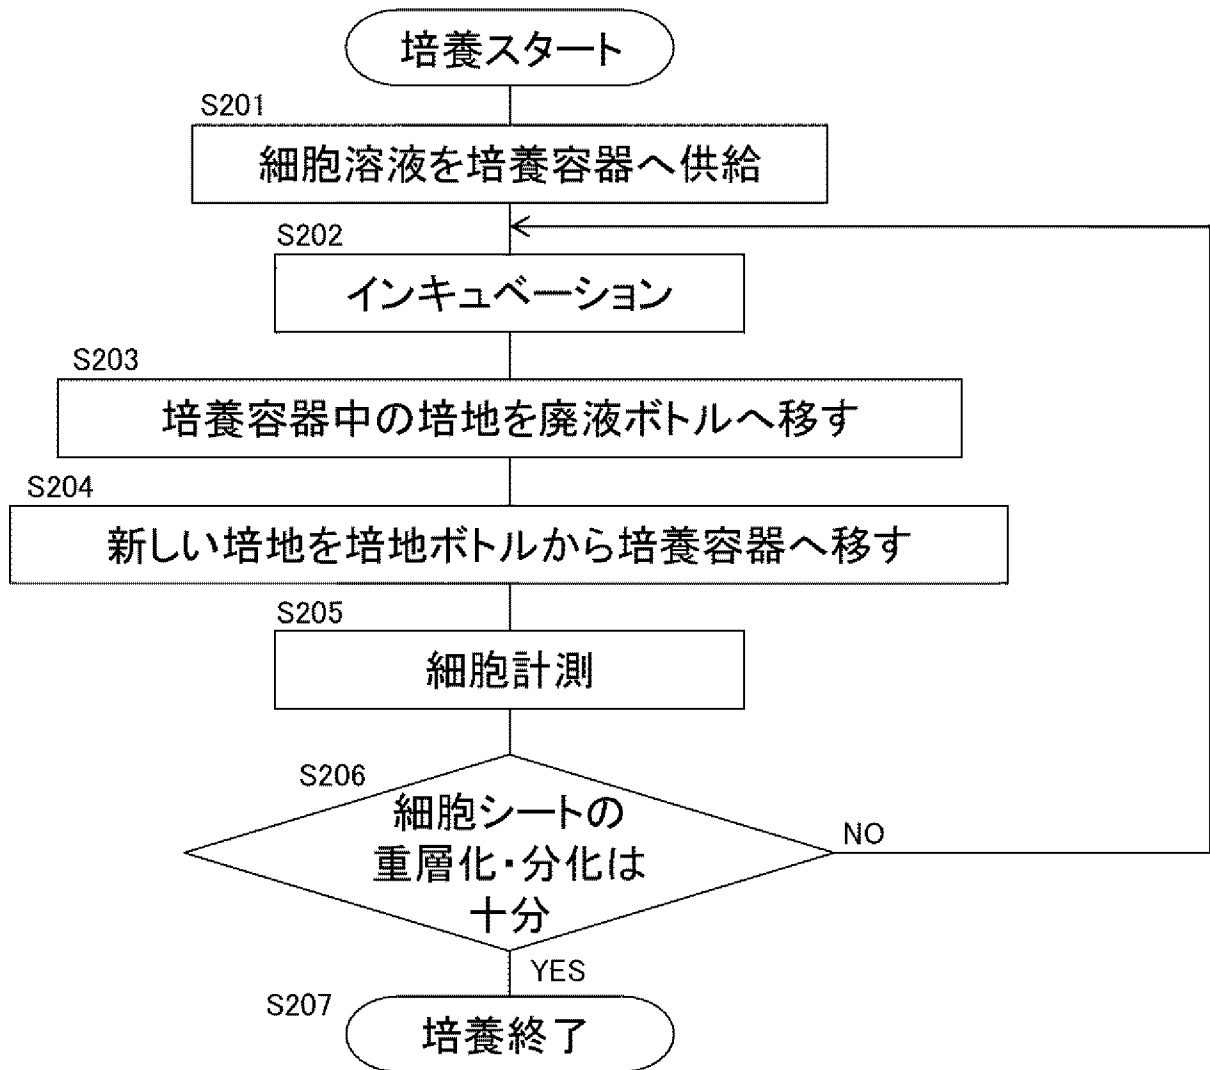 培養スタート
S201
細胞溶液を培養容器へ供給
S202
インキュベーション
S203
培養容器中の培地を廃液ボトルへ移す
S204
新しい培地を培地ボトルから培養容器へ移す
S205
細胞計測
S206
細胞シートの
重層化・分化は
十分
NO
YES
S207
培養終了